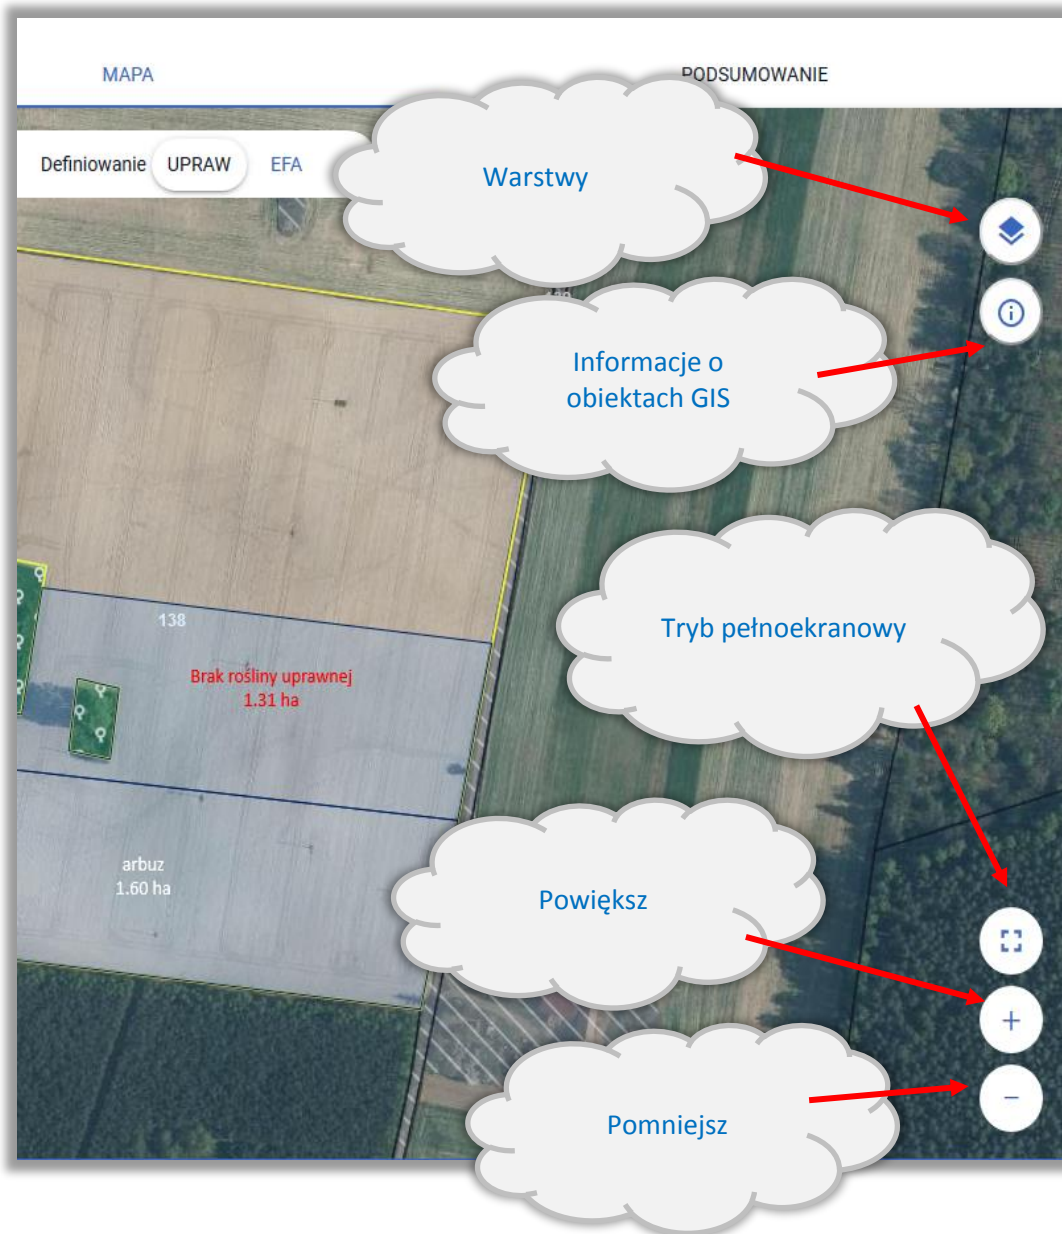 MAPA
PODSUMOWANIE
Definiowanie UPRAW EFA
Warstwy
Informacje o
obiektach GIS
Tryb pełnoekranowy
138
Brak rośliny uprawnej
1.31 ha
arbuz
1.60 ha
Powiększ
Pomniejsz